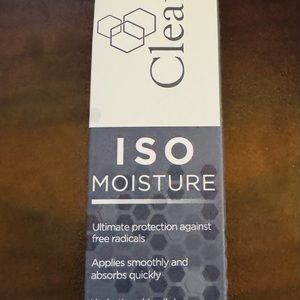 Clea
ISO
MOISTURE
Ultimate protection against
free radicals
Applies smoothly and
absorbs quickly